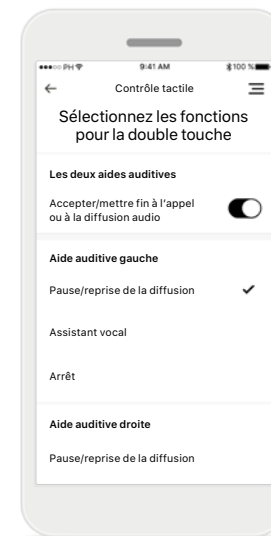 PH 9:41 AM 100 %
Contrôle tactile
Sélectionnez les fonctions
pour la double touche
Les deux aides auditives
Accepter/mettre fin à l'appel
ou à la diffusion audio
Aide auditive gauche
Pause/reprise de la diffusion
Assistant vocal
Arrêt
Aide auditive droite
Pause/reprise de la diffusion